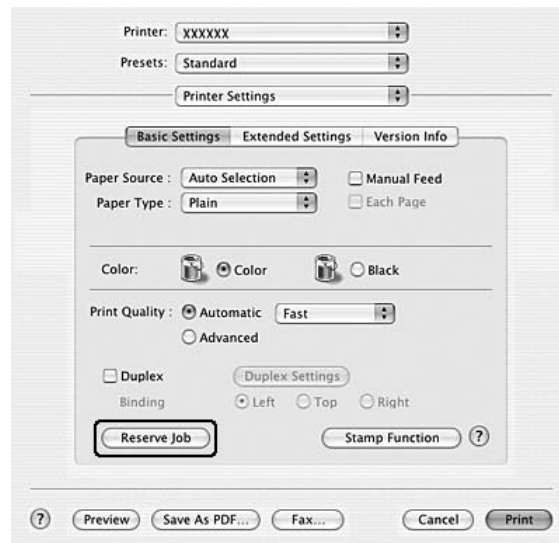 Printer: XXXXXX
Presets: Standard
Printer Settings
Basic Settings Extended Settings Version Info
Paper Source : Auto Selection Manual Feed
Paper Type : Plain Each Page
Color: Color Black
Print Quality : Automatic Fast
Advanced
Duplex Duplex Settings
Binding Left Top Right
Reserve Job Stamp Function ?
? Preview Save As PDF... Fax... Cancel Print